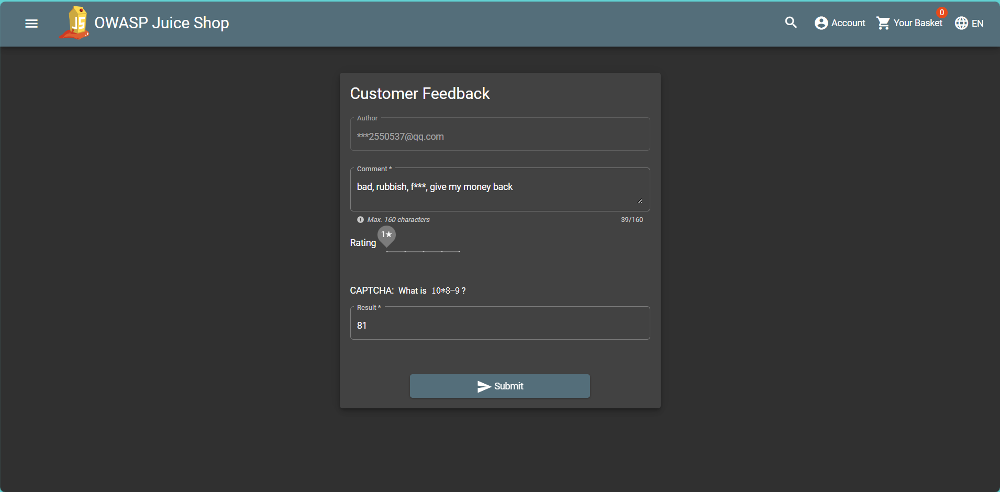 OWASP Juice Shop
Account
Your Basket
0
EN
Customer Feedback
Author
***2550537@qq.com
Comment *
bad, rubbish, f***, give my money back
Max. 160 characters
39/160
Rating
1★
CAPTCHA: What is 10*8-9 ?
Result *
81
Submit